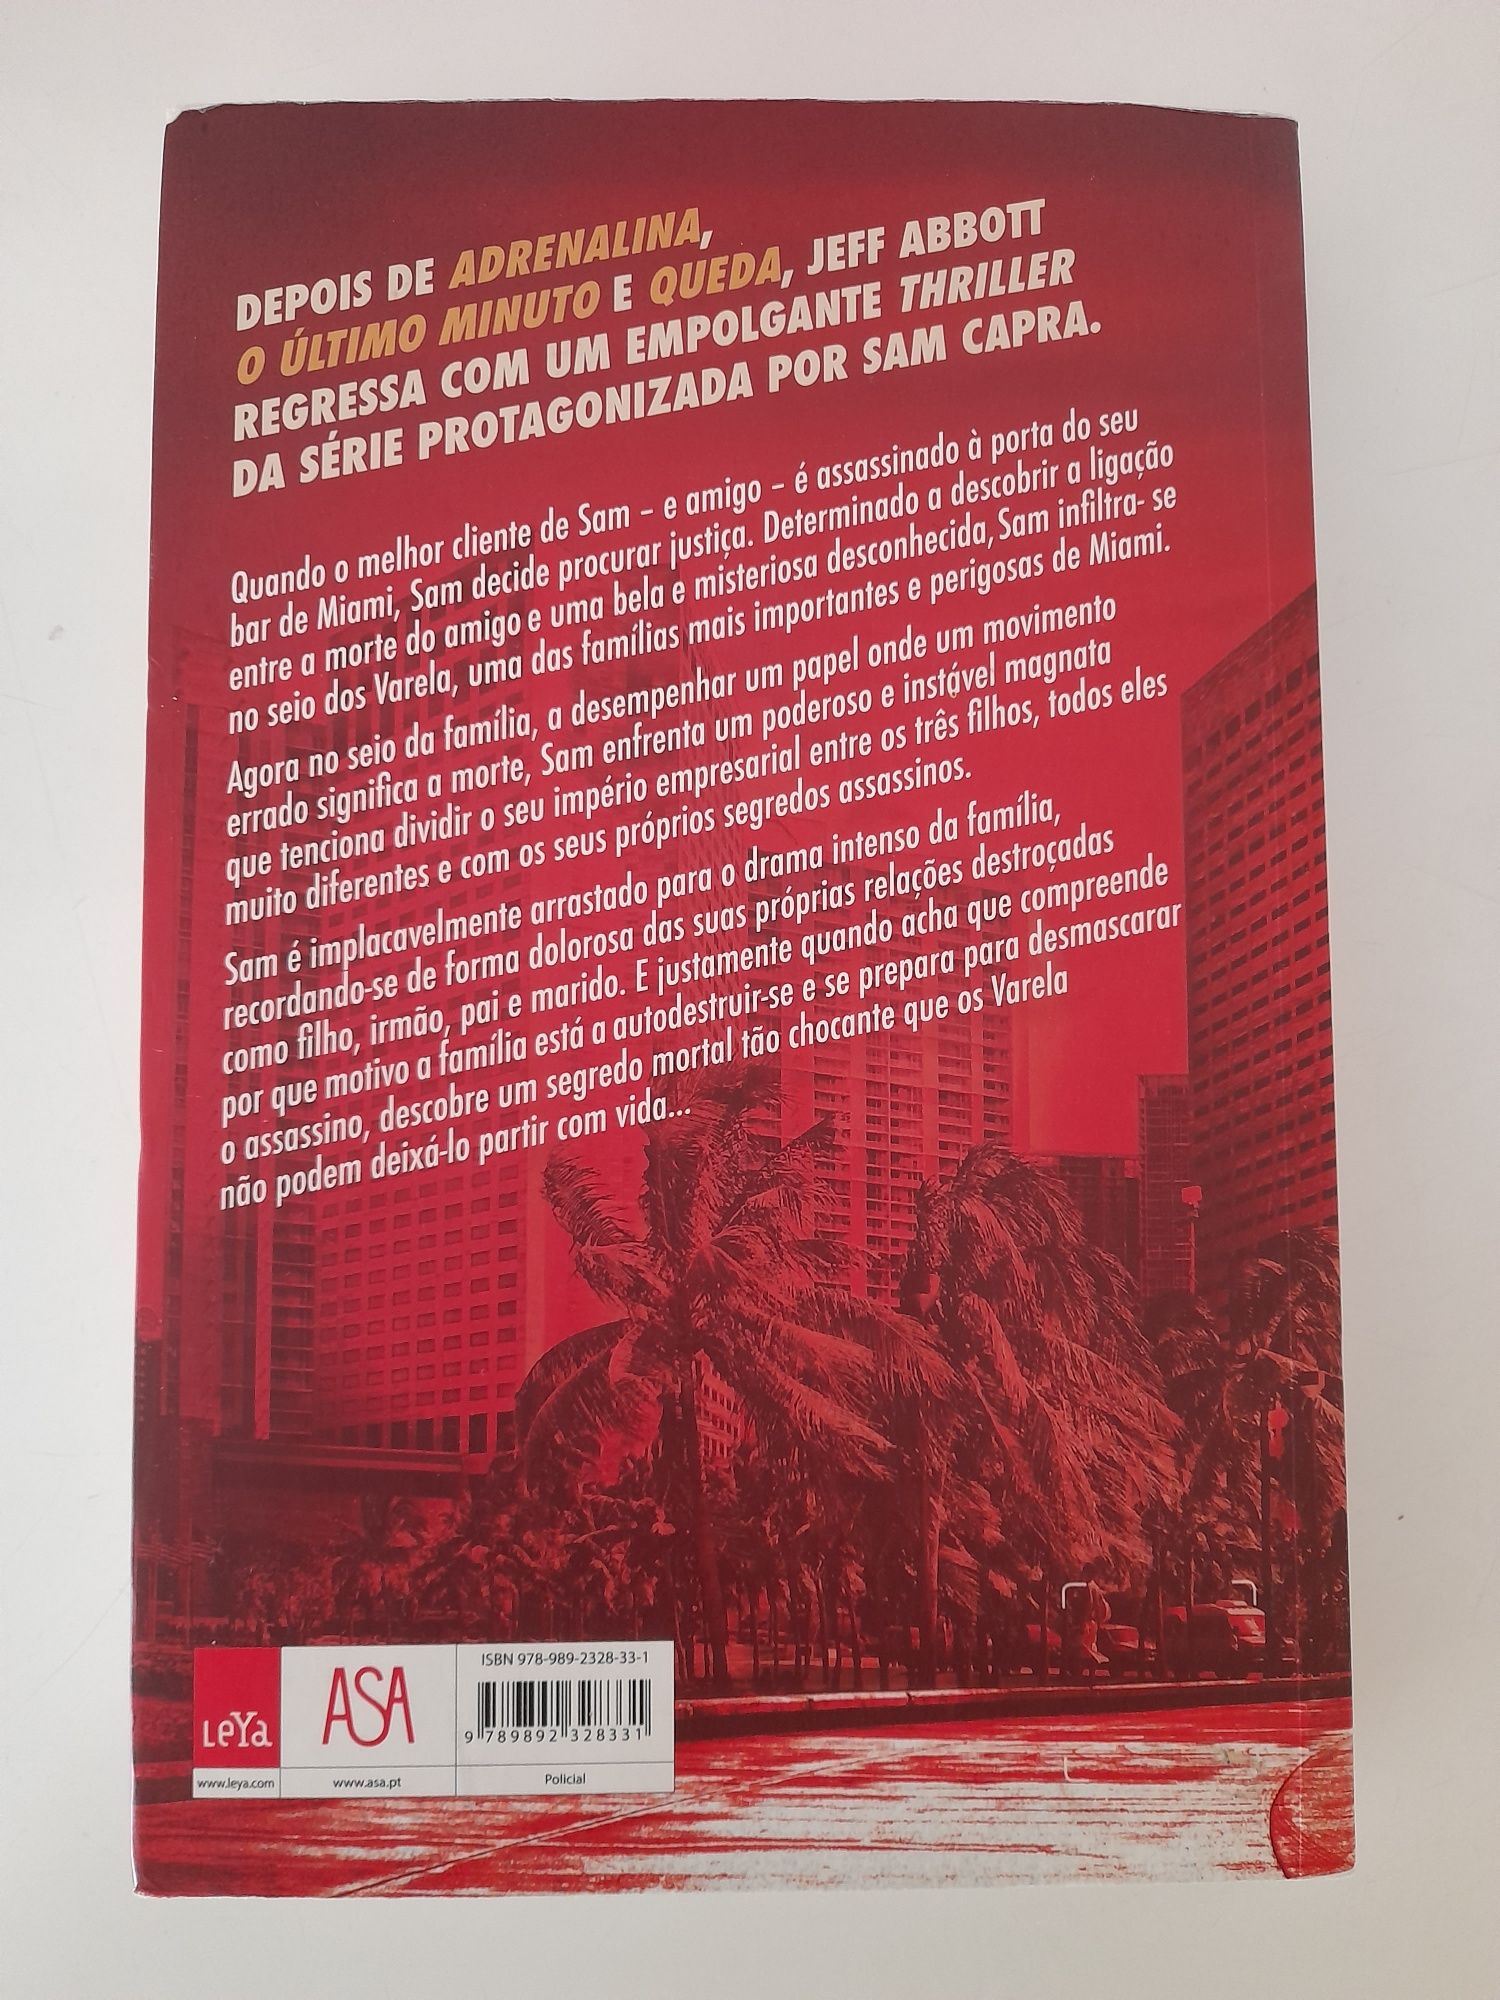 DEPOIS DE ADRENALINA,
O ÚLTIMO MINUTO E QUEDA, JEFF ABBOTT
REGRESSA COM UM EMPOLGANTE THRILLER
DA SÉRIE PROTAGONIZADA POR SAM CAPRA.
Quando o melhor cliente de Sam – e amigo – é assassinado à porta do seu
bar de Miami, Sam decide procurar justiça. Determinado a descobrir a ligação
entre a morte do amigo e uma bela e misteriosa desconhecida, Sam infiltra- se
no seio dos Varela, uma das famílias mais importantes e perigosas de Miami.
Agora no seio da família, a desempenhar um papel onde um movimento
errado significa a morte, Sam enfrenta um poderoso e instável magnata
que tenciona dividir o seu império empresarial entre os três filhos, todos eles
muito diferentes e com os seus próprios segredos assassinos.
Sam é implacavelmente arrastado para o drama intenso da família,
recordando-se de forma dolorosa das suas próprias relações destroçadas
como filho, irmão, pai e marido. E justamente quando acha que compreende
por que motivo a família está a autodestruir-se e se prepara para desmascarar
o assassino, descobre um segredo mortal tão chocante que os Varela
não podem deixá-lo partir com vida...
LeYa
www.leya.com
ASA
www.asa.pt
ISBN 978-989-2328-33-1
9 789892 328331
Policial